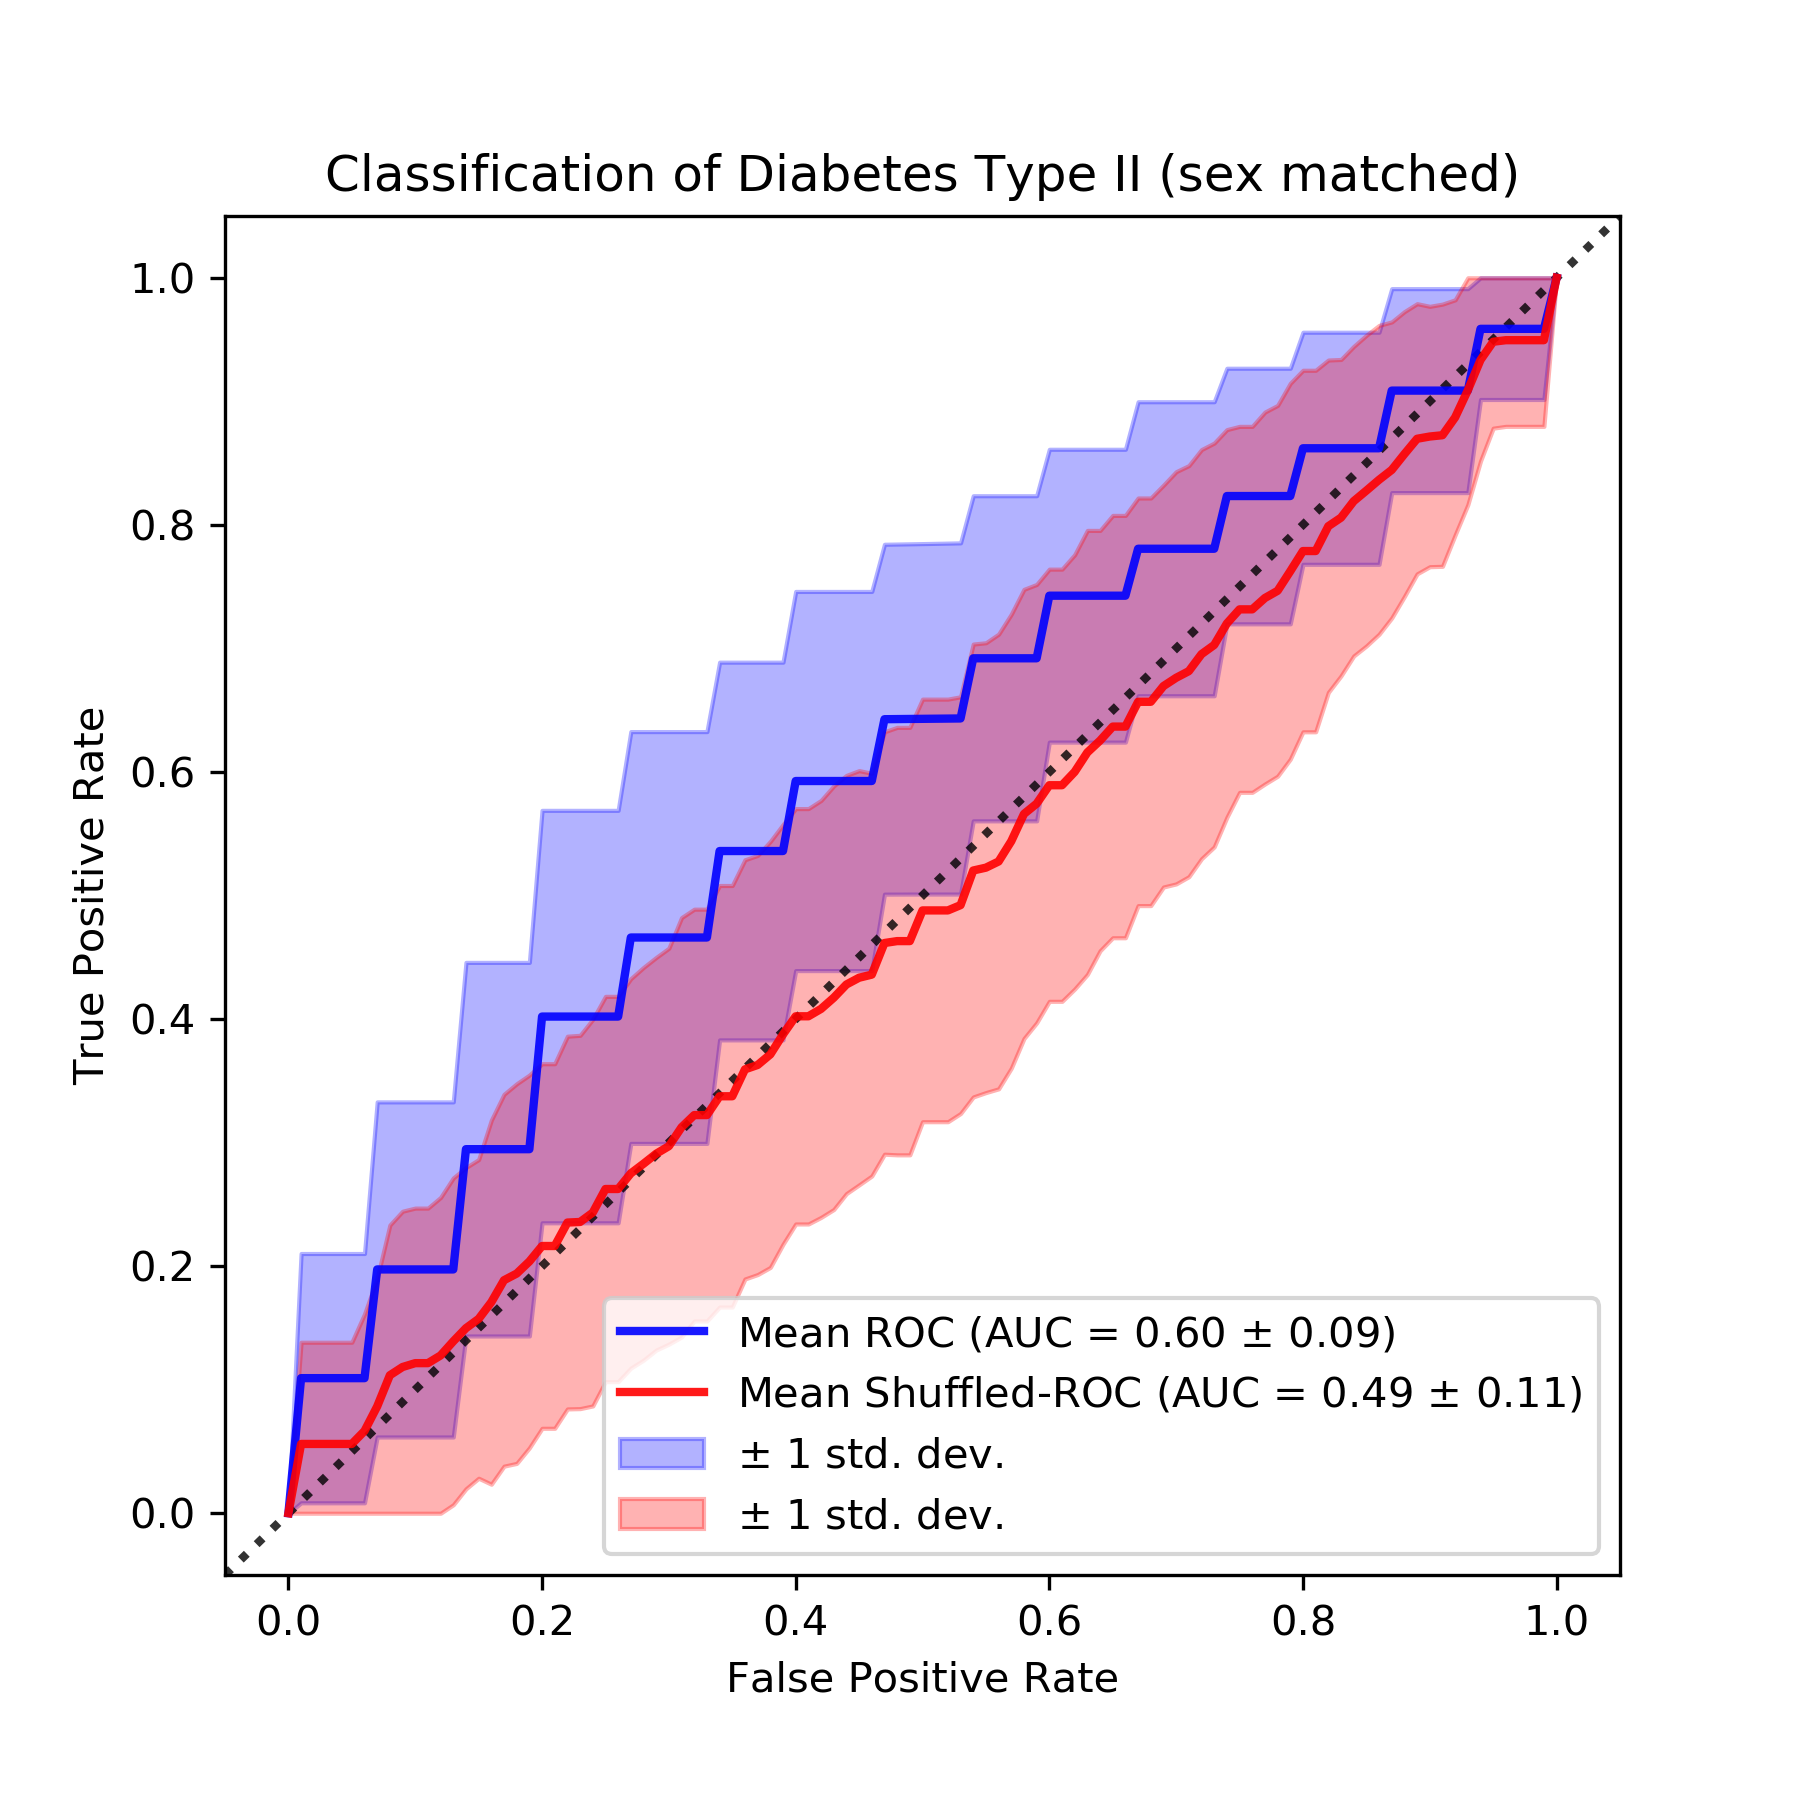 Classification of Diabetes Type II (sex matched)
True Positive Rate
1.0
0.8
0.6
0.4
0.2
0.0
Mean ROC (AUC = 0.60 ± 0.09)
Mean Shuffled-ROC (AUC = 0.49 ± 0.11)
± 1 std. dev.
± 1 std. dev.
0.0 0.2 0.4 0.6 0.8 1.0
False Positive Rate